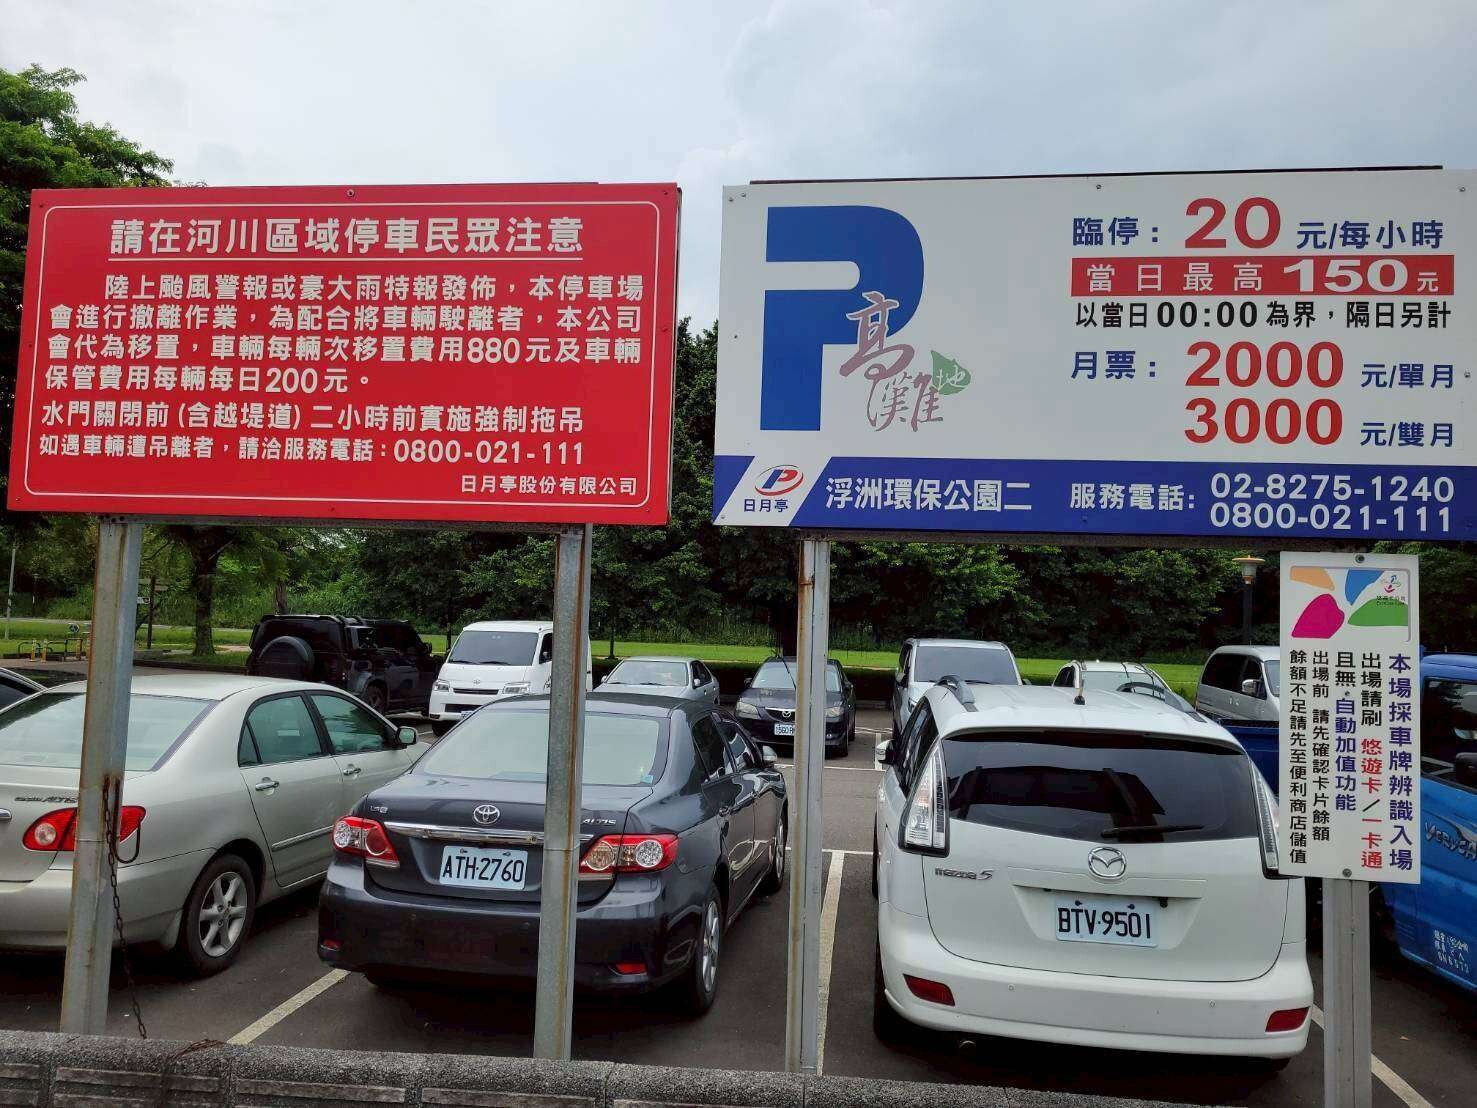 請在河川區域停車民眾注意
陸上颱風警報或豪大雨特報發佈，本停車場
會進行撤離作業，為配合將車輛駛離者，本公司
會代為移置，車輛每輛次移置費用880元及車輛
保管費用每輛每日200元。
水門關閉前(含越堤道)二小時前實施強制拖吊
如遇車輛遭吊離者，請洽服務電話：0800-021-111
日月亭股份有限公司
P
高灘地
臨停：20元/每小時
當日最高150元
以當日00:00為界，隔日另計
月票：2000元/單月
3000元/雙月
日月亭
浮洲環保公園二
服務電話：02-8275-1240
0800-021-111
本場採車牌辨識入場
出場請刷 悠遊卡/一卡通
且無 自動加值功能
出場前 請先確認卡片餘額
餘額不足請先至便利商店儲值
ALTIS
ATH-2760
mazda5
BTV-9501